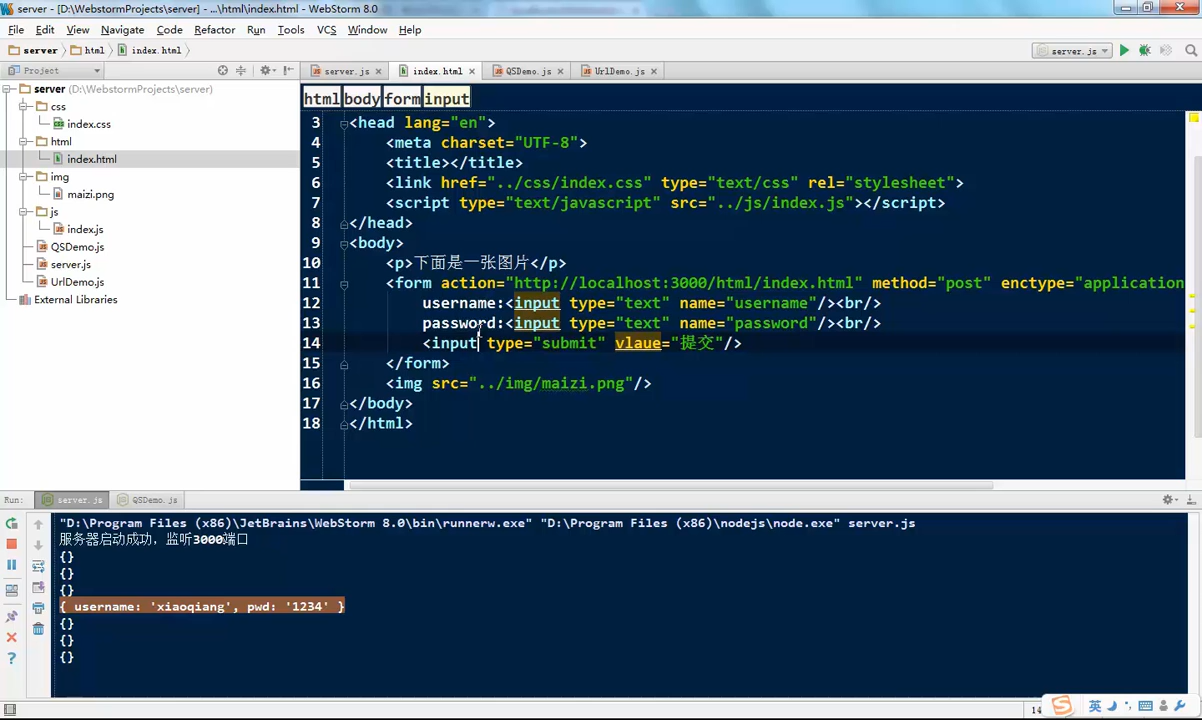 server - [D:\WebstormProjects\server] - ...\html\index.html - WebStorm 8.0
File Edit View Navigate Code Refactor Run Tools VCS Window Help
server html index.html server.js
Project server.js index.html QSDemo.js UrlDemo.js
server (D:\WebstormProjects\server)
css
index.css
html
index.html
img
maizi.png
js
index.js
QSDemo.js
server.js
UrlDemo.js
External Libraries
html body form input
3 <head lang="en">
4 <meta charset="UTF-8">
5 <title></title>
6 <link href="../css/index.css" type="text/css" rel="stylesheet">
7 <script type="text/javascript" src="../js/index.js"></script>
8 </head>
9 <body>
10 <p>下面是一张图片</p>
11 <form action="http://localhost:3000/html/index.html" method="post" enctype="application
12 username:<input type="text" name="username"/><br/>
13 password:<input type="text" name="password"/><br/>
14 <input type="submit" vlaue="提交"/>
15 </form>
16 <img src="../img/maizi.png"/>
17 </body>
18 </html>
Run: server.js QSDemo.js
"D:\Program Files (x86)\JetBrains\WebStorm 8.0\bin\runnerw.exe" "D:\Program Files (x86)\nodejs\node.exe" server.js
服务器启动成功，监听3000端口
{}
{}
{}
{ username: 'xiaoqiang', pwd: '1234' }
{}
{}
{}
14
英